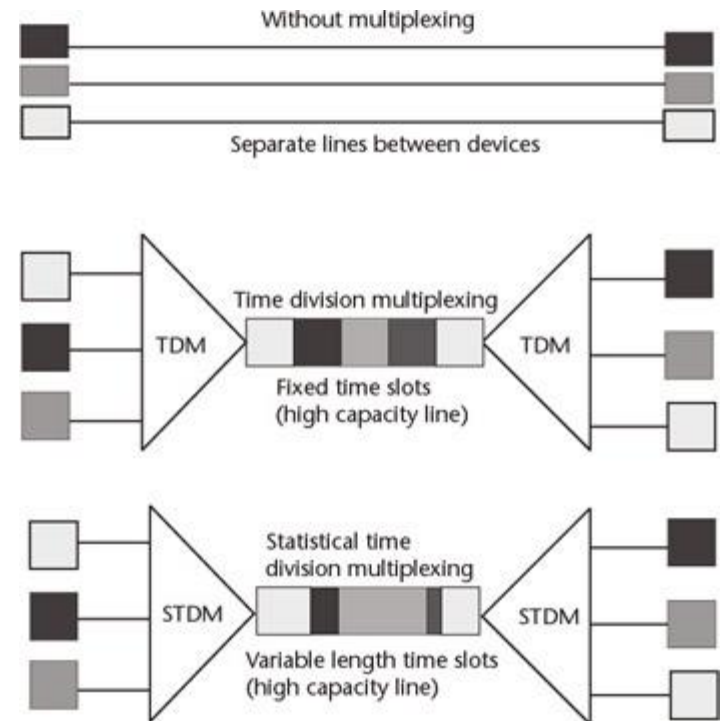 Without multiplexing
Separate lines between devices
Time division multiplexing
TDM
TDM
Fixed time slots
(high capacity line)
Statistical time
division multiplexing
STDM
STDM
Variable length time slots
(high capacity line)